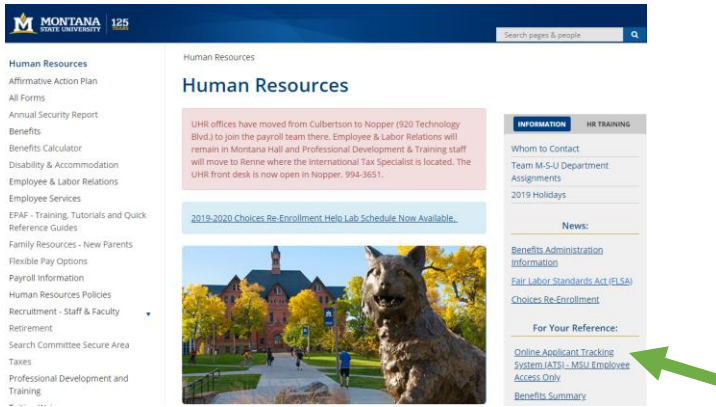 MONTANA
STATE UNIVERSITY
125
YEARS
Search pages & people
Human Resources
Affirmative Action Plan
All Forms
Annual Security Report
Benefits
Benefits Calculator
Disability & Accommodation
Employee & Labor Relations
Employee Services
EPAF - Training, Tutorials and Quick
Reference Guides
Family Resources - New Parents
Flexible Pay Options
Payroll Information
Human Resources Policies
Recruitment - Staff & Faculty
Retirement
Search Committee Secure Area
Taxes
Professional Development and
Training
Human Resources
Human Resources
UHR offices have moved from Culbertson to Nopper (920 Technology
Blvd.) to join the payroll team there. Employee & Labor Relations will
remain in Montana Hall and Professional Development & Training staff
will move to Renne where the International Tax Specialist is located. The
UHR front desk is now open in Nopper. 994-3651.
2019-2020 Choices Re-Enrollment Help Lab Schedule Now Available.
INFORMATION HR TRAINING
Whom to Contact
Team M-S-U Department
Assignments
2019 Holidays
News:
Benefits Administration
Information
Fair Labor Standards Act (FLSA)
Choices Re-Enrollment
For Your Reference:
Online Applicant Tracking
System (ATS) - MSU Employee
Access Only
Benefits Summary